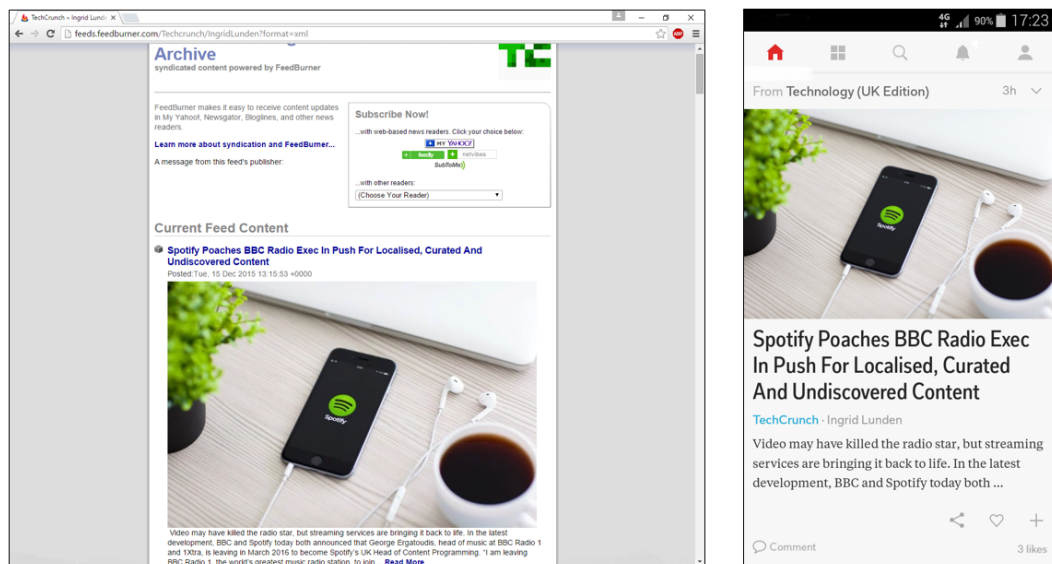 TechCrunch » Ingrid Lund
feeds.feedburner.com/Techcrunch/IngridLunden?format=xml
ABP
Archive
syndicated content powered by FeedBurner
FeedBurner makes it easy to receive content updates
in My Yahoo!, Newsgator, Bloglines, and other news
readers.
Learn more about syndication and FeedBurner...
A message from this feed's publisher:
Subscribe Now!
...with web-based news readers. Click your choice below:
MY YAHOO!
feedly
netvibes
SubToMe
...with other readers:
(Choose Your Reader)
Current Feed Content
Spotify Poaches BBC Radio Exec In Push For Localised, Curated And
Undiscovered Content
Posted:Tue, 15 Dec 2015 13:15:53 +0000
Spotify
Video may have killed the radio star, but streaming services are bringing it back to life. In the latest
development, BBC and Spotify today both announced that George Ergatoudis, head of music at BBC Radio 1
and 1Xtra, is leaving in March 2016 to become Spotify's UK Head of Content Programming. "I am leaving
BBC Radio 1, the world's greatest music radio station, to join... Read More
4G 90% 17:23
From Technology (UK Edition) 3h
Spotify
Spotify Poaches BBC Radio Exec
In Push For Localised, Curated
And Undiscovered Content
TechCrunch · Ingrid Lunden
Video may have killed the radio star, but streaming
services are bringing it back to life. In the latest
development, BBC and Spotify today both ...
Comment 3 likes